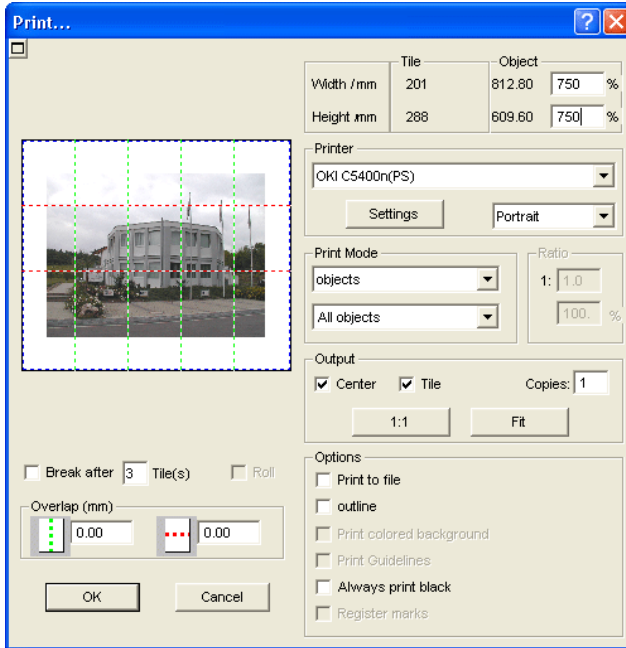 Print...
Tile Object
Width /mm 201 812.80 750 %
Height /mm 288 609.60 750 %
Printer
OKI C5400n(PS)
Settings Portrait
Print Mode Ratio
objects 1: 1.0
All objects 100. %
Output
Center Tile Copies: 1
1:1 Fit
Break after 3 Tile(s) Roll
Overlap (mm)
0.00 0.00
OK Cancel
Options
Print to file
outline
Print colored background
Print Guidelines
Always print black
Register marks